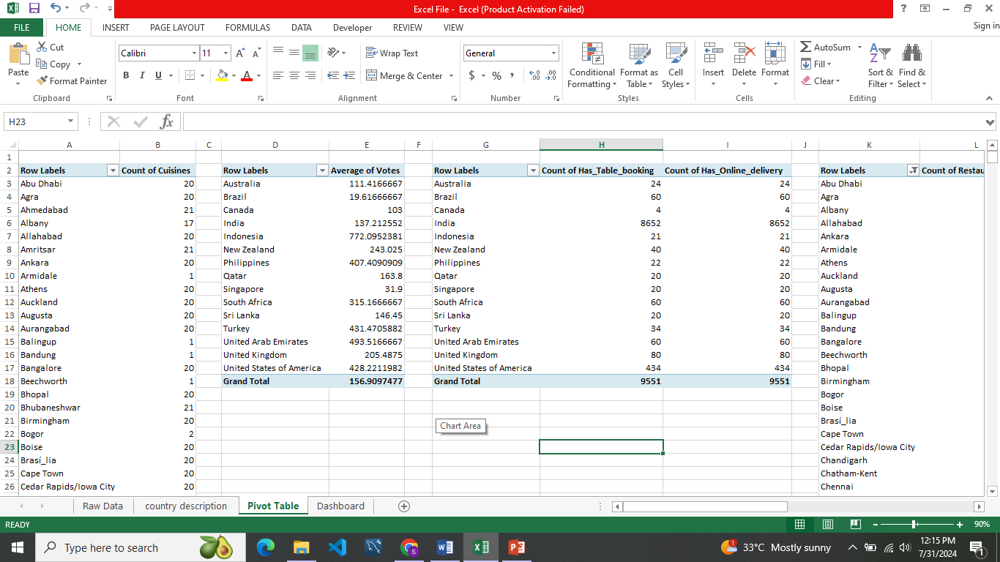 Excel File - Excel (Product Activation Failed)
FILE HOME INSERT PAGE LAYOUT FORMULAS DATA Developer REVIEW VIEW Sign in
Paste Cut Copy Format Painter Clipboard
Calibri 11 B I U A Font
Wrap Text Merge & Center Alignment
General $ % Number
Conditional Formatting Format as Table Cell Styles Styles
Insert Delete Format Cells
AutoSum Fill Clear Sort & Filter Find & Select Editing
H23 fx
A B C D E F G H I J K L
1
2 Row Labels Count of Cuisines Row Labels Average of Votes Row Labels Count of Has_Table_booking Count of Has_Online_delivery Row Labels Count of Restau
3 Abu Dhabi 20 Australia 111.4166667 Australia 24 24 Abu Dhabi
4 Agra 20 Brazil 19.61666667 Brazil 60 60 Agra
5 Ahmedabad 21 Canada 103 Canada 4 4 Albany
6 Albany 17 India 137.212552 India 8652 8652 Allahabad
7 Allahabad 20 Indonesia 772.0952381 Indonesia 21 21 Ankara
8 Amritsar 21 New Zealand 243.025 New Zealand 40 40 Armidale
9 Ankara 20 Philippines 407.4090909 Philippines 22 22 Athens
10 Armidale 1 Qatar 163.8 Qatar 20 20 Auckland
11 Athens 20 Singapore 31.9 Singapore 20 20 Augusta
12 Auckland 20 South Africa 315.1666667 South Africa 60 60 Aurangabad
13 Augusta 20 Sri Lanka 146.45 Sri Lanka 20 20 Balingup
14 Aurangabad 20 Turkey 431.4705882 Turkey 34 34 Bandung
15 Balingup 1 United Arab Emirates 493.5166667 United Arab Emirates 60 60 Bangalore
16 Bandung 1 United Kingdom 205.4875 United Kingdom 80 80 Beechworth
17 Bangalore 20 United States of America 428.2211982 United States of America 434 434 Bhopal
18 Beechworth 1 Grand Total 156.9097477 Grand Total 9551 9551 Birmingham
19 Bhopal 20 Bogor
20 Bhubaneshwar 21 Boise
21 Birmingham 20 Chart Area Brasí_lia
22 Bogor 2 Cape Town
23 Boise 20 Cedar Rapids/Iowa City
24 Brasí_lia 20 Chandigarh
25 Cape Town 20 Chatham-Kent
26 Cedar Rapids/Iowa City 20 Chennai
Raw Data country description Pivot Table Dashboard
READY 90%
Type here to search 33°C Mostly sunny 12:15 PM
7/31/2024